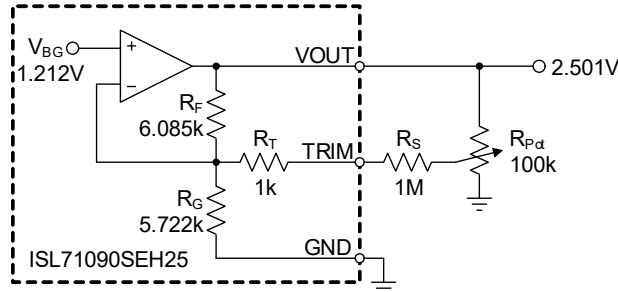 V_BG
1.212V
+
−
VOUT
2.501V
R_F
6.085k
R_T
1k
TRIM
R_S
1M
R_Pot
100k
R_G
5.722k
GND
ISL71090SEH25